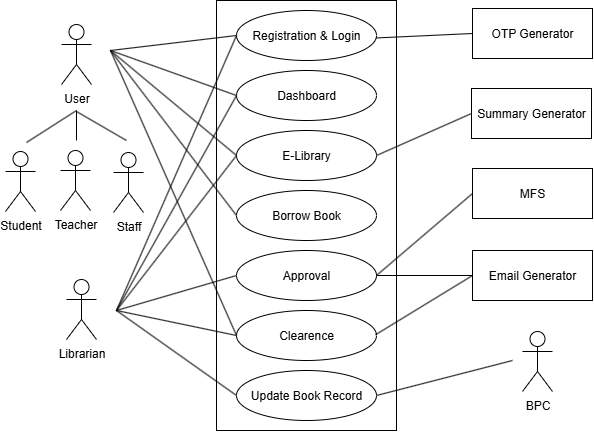 Registration & Login
OTP Generator
User
Dashboard
Summary Generator
E-Library
Student
Teacher
Staff
Borrow Book
MFS
Approval
Email Generator
Librarian
Clearence
Update Book Record
BPC